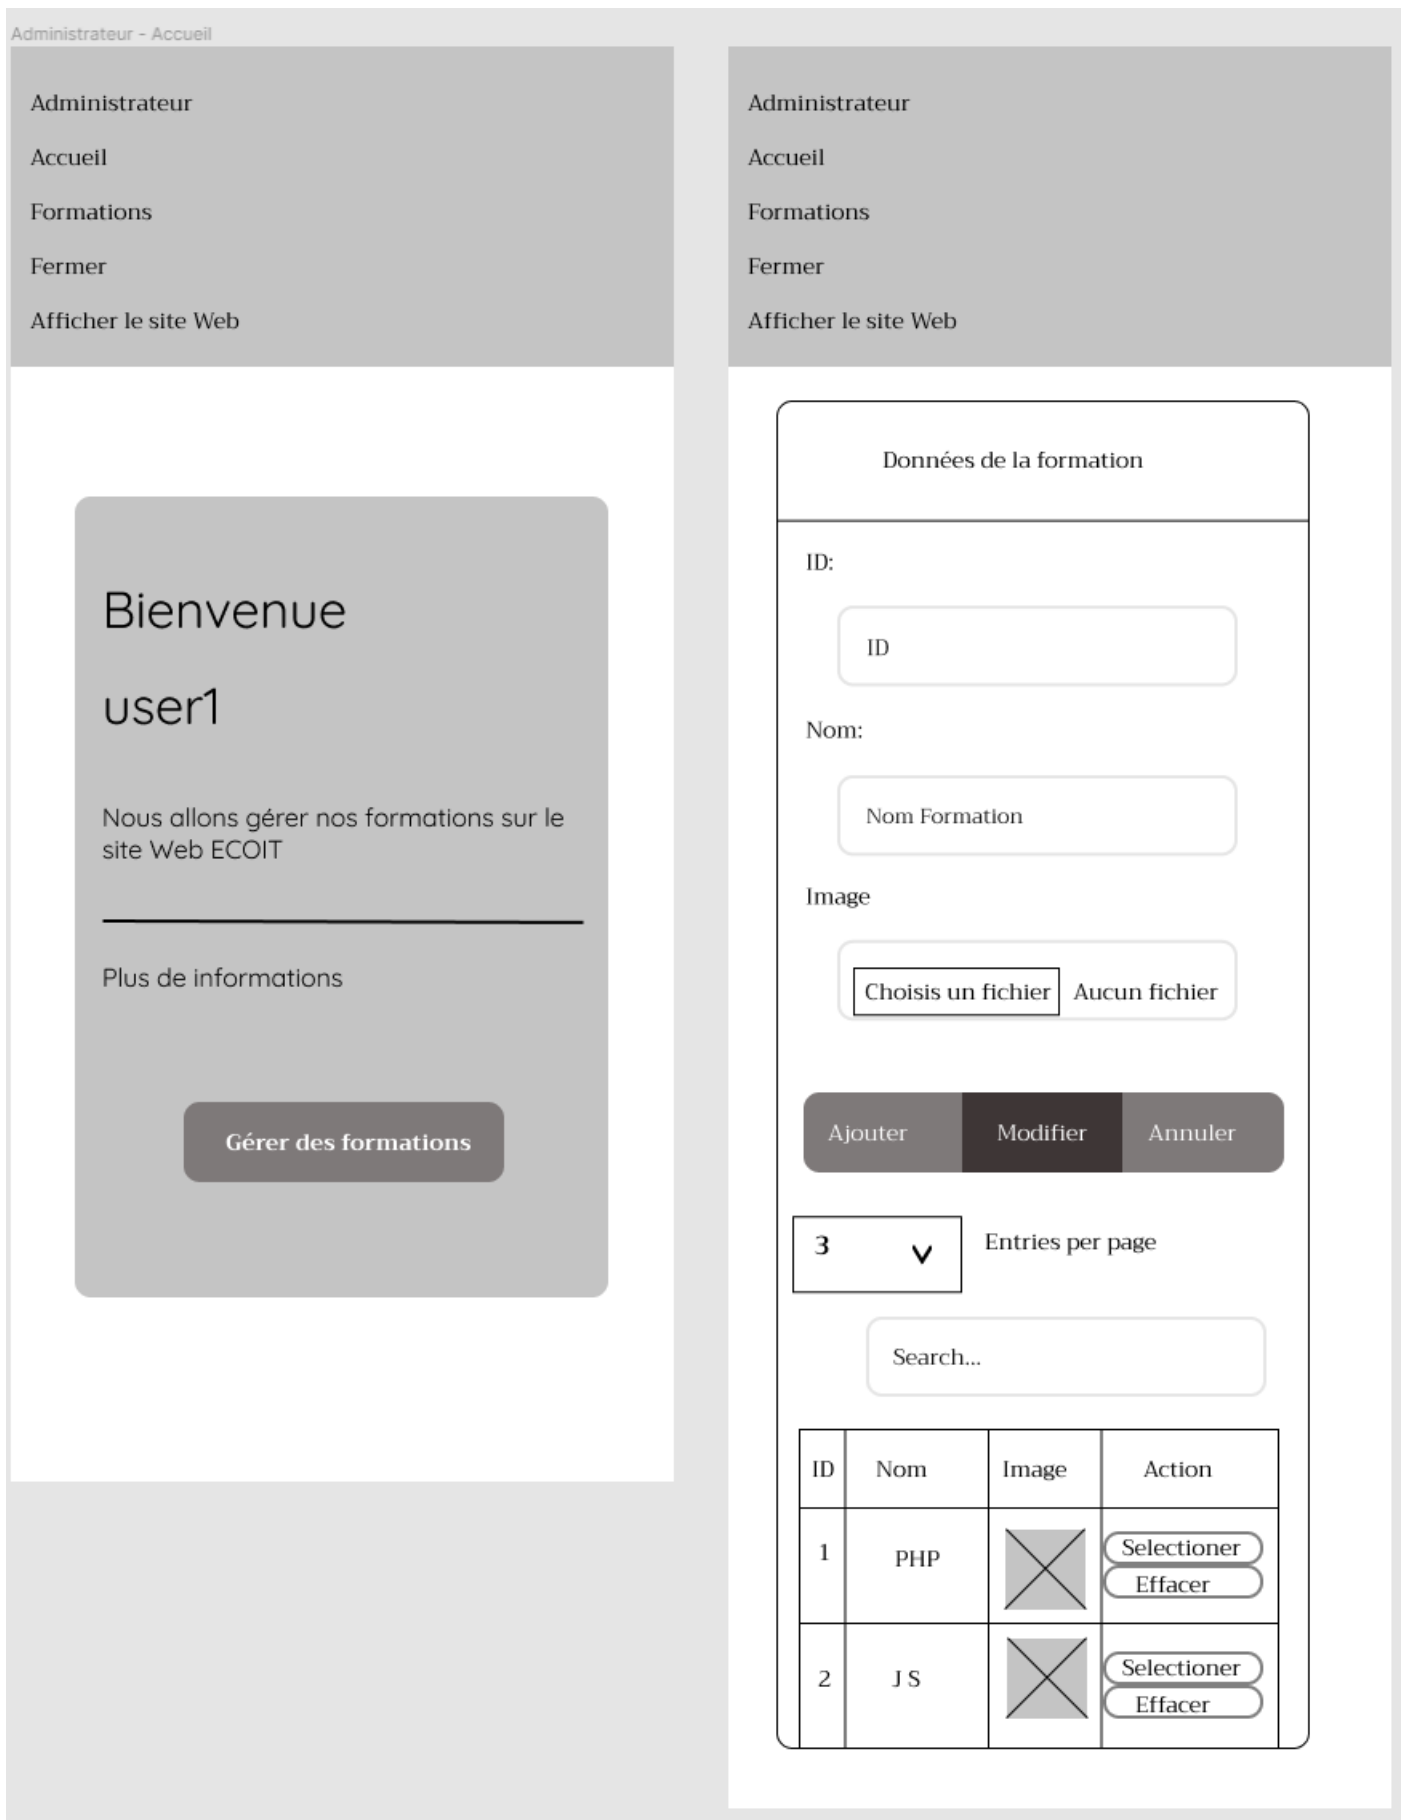 Administrateur - Accueil
Administrateur
Accueil
Formations
Fermer
Afficher le site Web
Bienvenue
user1
Nous allons gérer nos formations sur le
site Web ECOIT
Plus de informations
Gérer des formations
Administrateur
Accueil
Formations
Fermer
Afficher le site Web
Données de la formation
ID:
ID
Nom:
Nom Formation
Image
Choisis un fichier Aucun fichier
Ajouter Modifier Annuler
3 Entries per page
Search...
ID Nom Image Action
1 PHP Selectioner
Effacer
2 J S Selectioner
Effacer